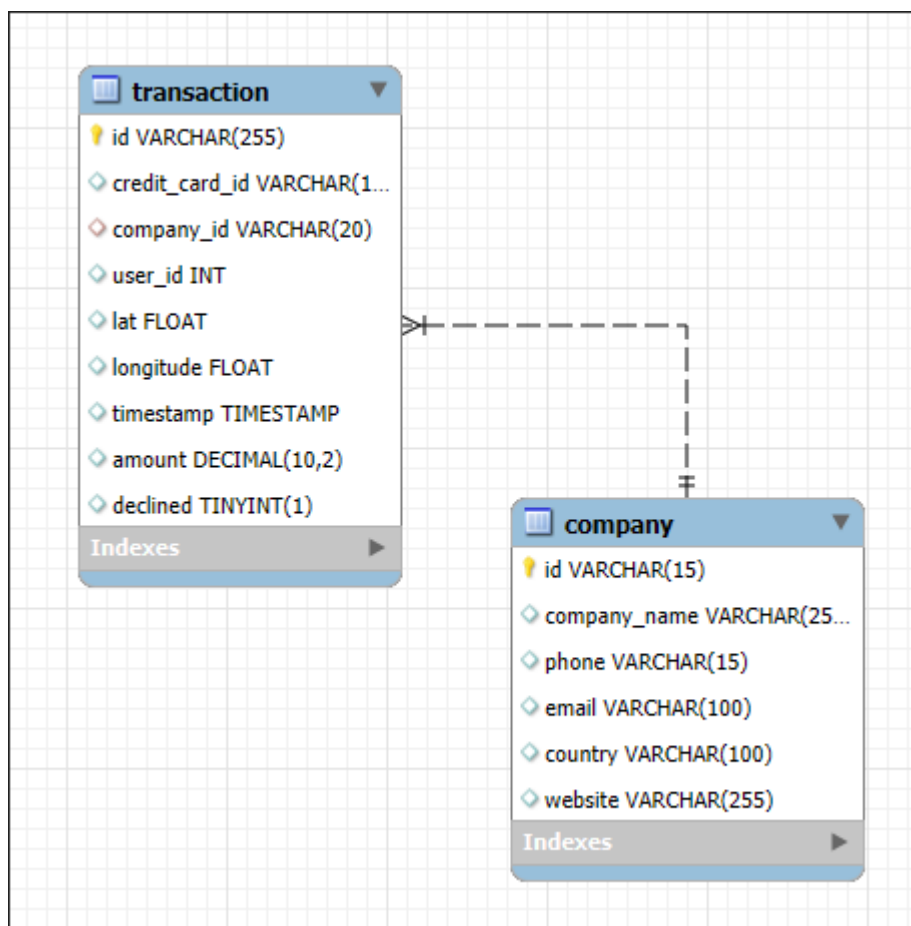 transaction
id VARCHAR(255)
credit_card_id VARCHAR(1...
company_id VARCHAR(20)
user_id INT
lat FLOAT
longitude FLOAT
timestamp TIMESTAMP
amount DECIMAL(10,2)
declined TINYINT(1)
Indexes
company
id VARCHAR(15)
company_name VARCHAR(25...
phone VARCHAR(15)
email VARCHAR(100)
country VARCHAR(100)
website VARCHAR(255)
Indexes